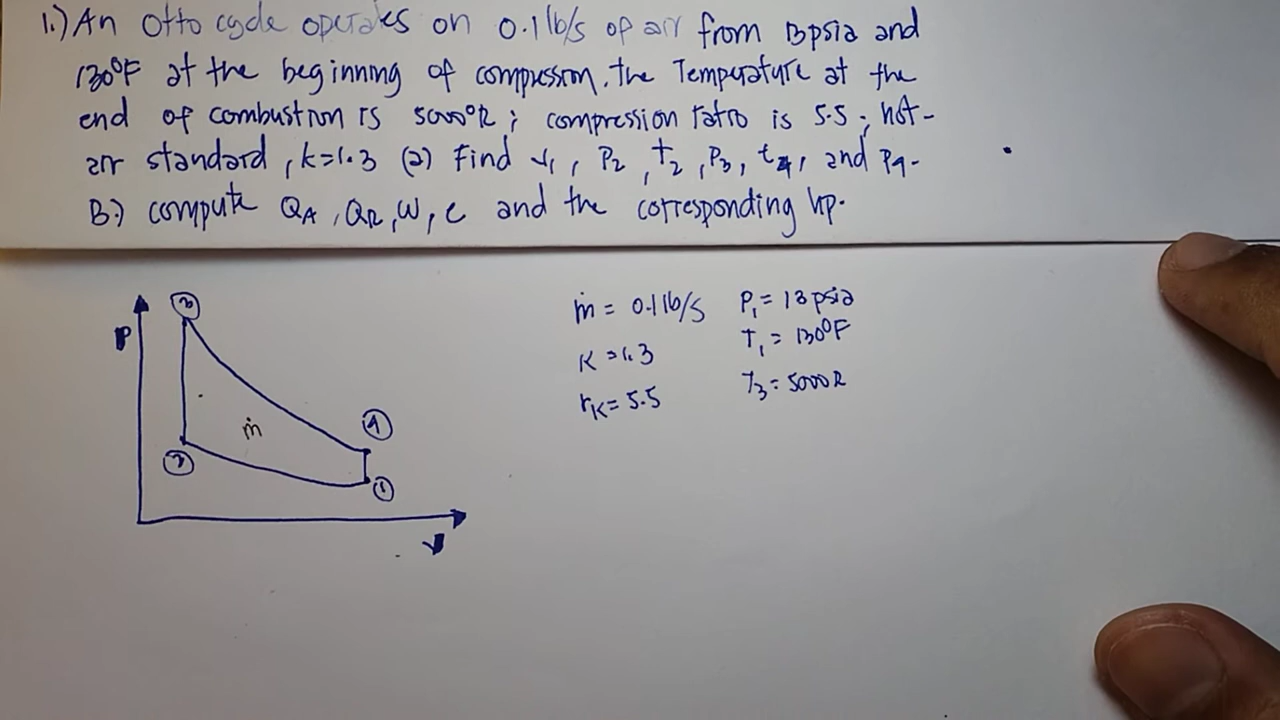 1.) An Otto cycle operates on 0.1 lb/s of air from 13 psia and
130°F at the beginning of compression. the Temperature at the
end of combustion is 5000°R ; compression ratio is 5.5 ; hot-
air standard , k=1.3 (a) Find V1 , P2 , t2 , P3 , t4 , and P4.
B.) compute QA , QR , W , e and the corresponding hp.
ṁ = 0.1 lb/s P1 = 13 psia
K = 1.3 T1 = 130°F
rK = 5.5 T3 = 5000R
3
P
4
ṁ
2
1
V